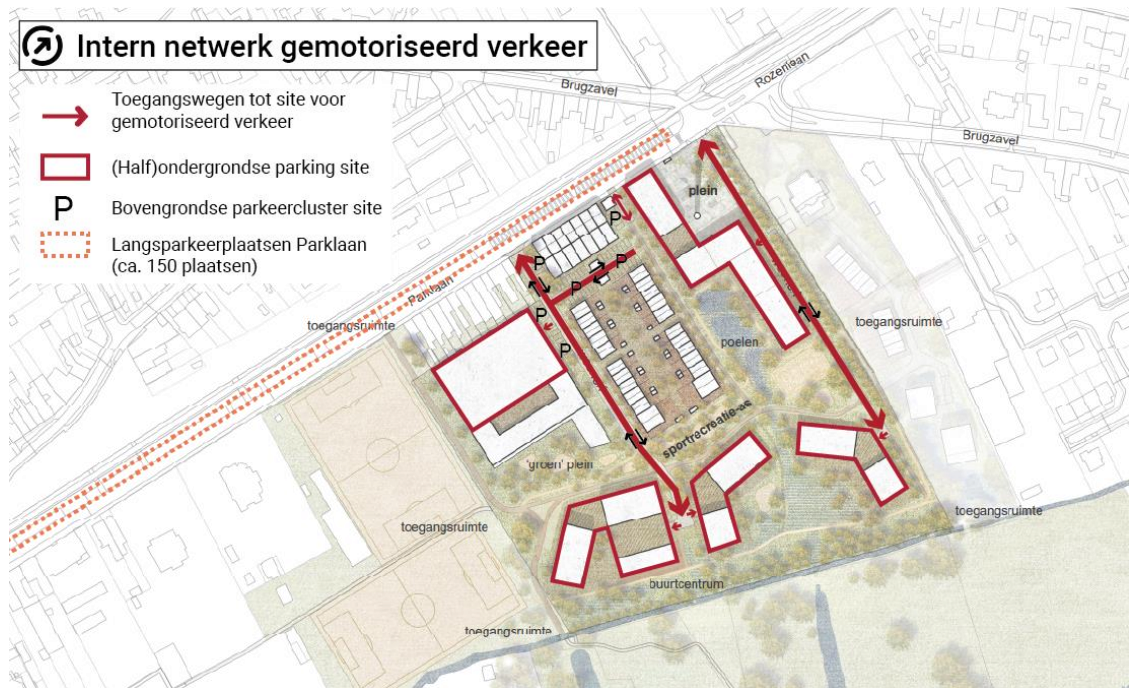 Intern netwerk gemotoriseerd verkeer
Toegangswegen tot site voor
gemotoriseerd verkeer
(Half)ondergrondse parking site
P
Bovengrondse parkeercluster site
Langsparkeerplaatsen Parklaan
(ca. 150 plaatsen)
Brugzavel
Rozenlaan
Brugzavel
plein
P
P
P
Parklaan
P
P
toegangsruimte
toegangsruimte
P
poelen
sportrecreatie-as
'groen' plein
toegangsruimte
toegangsruimte
buurtcentrum
toegangsruimte